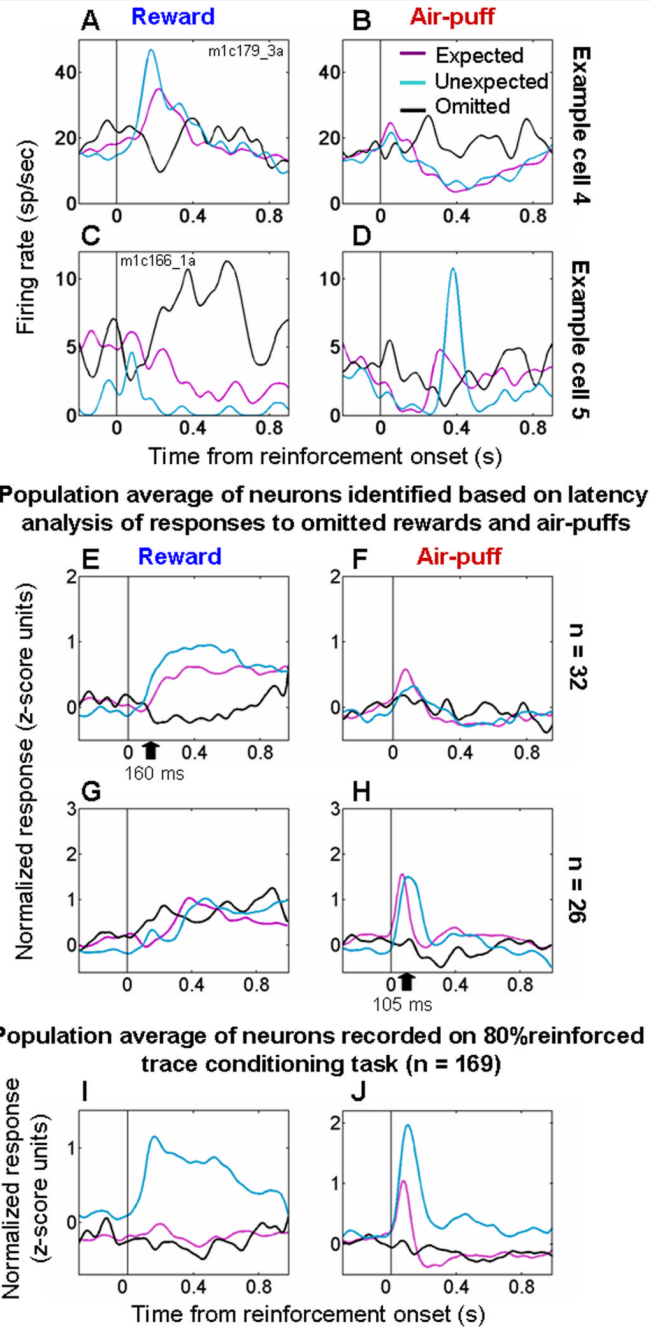 A
Reward
B
Air-puff
m1c179_3a
Expected
Unexpected
Omitted
40
20
0
40
20
0
0 0.4 0.8
0 0.4 0.8
Example cell 4
C
m1c166_1a
D
10
5
0
10
5
0
0 0.4 0.8
0 0.4 0.8
Example cell 5
Firing rate (sp/sec)
Time from reinforcement onset (s)
Population average of neurons identified based on latency
analysis of responses to omitted rewards and air-puffs
E
Reward
F
Air-puff
2
1
0
2
1
0
0 0.4 0.8
0 0.4 0.8
160 ms
n = 32
G
H
3
2
1
0
3
2
1
0
0 0.4 0.8
0 0.4 0.8
105 ms
n = 26
Normalized response (z-score units)
Population average of neurons recorded on 80%reinforced
trace conditioning task (n = 169)
I
J
1
0
2
1
0
0 0.4 0.8
0 0.4 0.8
Normalized response
(z-score units)
Time from reinforcement onset (s)